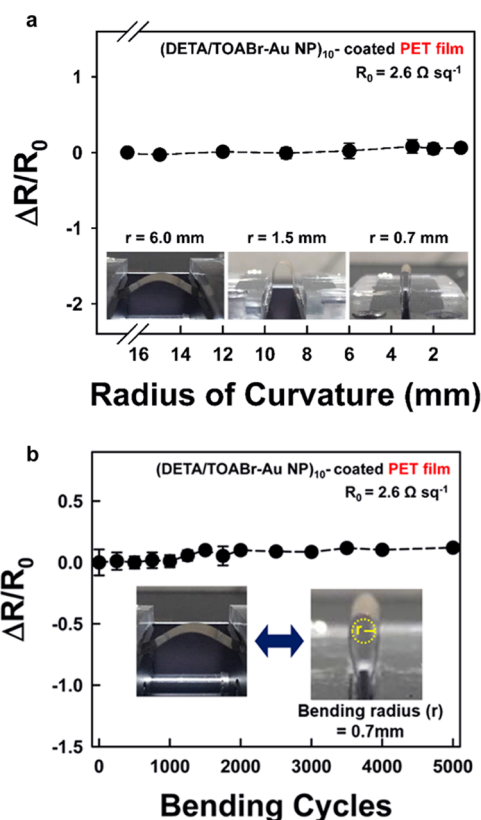 a
(DETA/TOABr-Au NP)10- coated PET film
R0 = 2.6 Ω sq-1
1
0
-1
-2
ΔR/R0
r = 6.0 mm r = 1.5 mm r = 0.7 mm
16 14 12 10 8 6 4 2
Radius of Curvature (mm)
b
(DETA/TOABr-Au NP)10- coated PET film
R0 = 2.6 Ω sq-1
0.5
0.0
-0.5
-1.0
-1.5
ΔR/R0
r
Bending radius (r)
= 0.7mm
0 1000 2000 3000 4000 5000
Bending Cycles